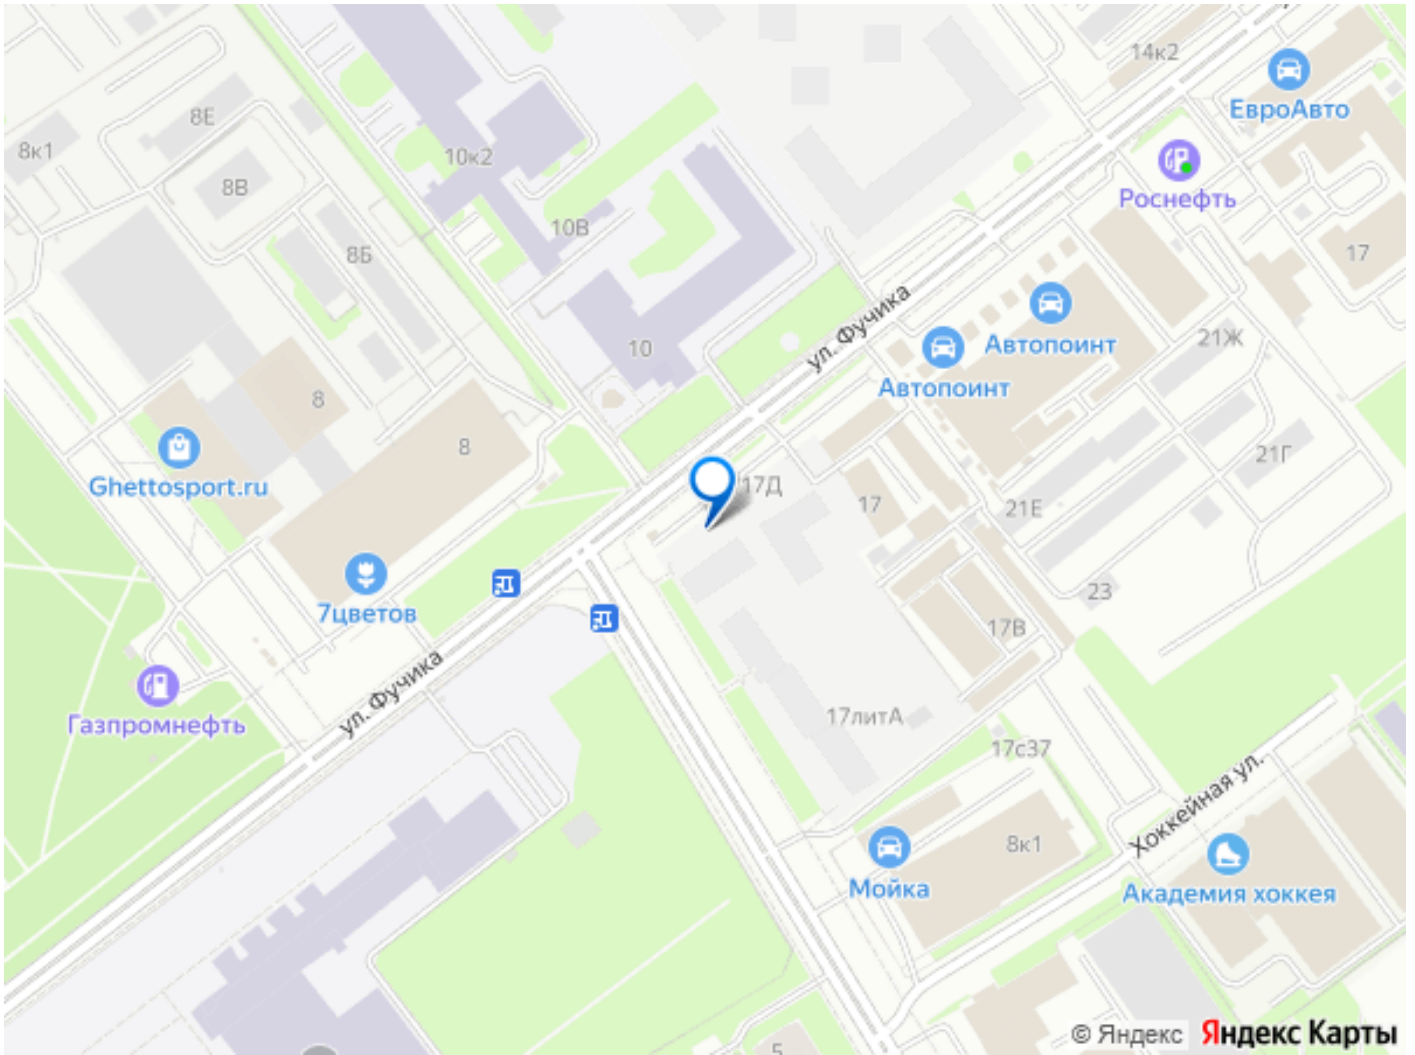 14к2
ЕвроАвто
8Е
8к1
10к2
8В
Роснефть
10В
8Б
17
ул. Фучика
21Ж
Автопоинт
10
Автопоинт
8
8
21Г
Ghettosport.ru
17Д
17
21Е
23
7цветов
17В
ул. Фучика
Газпромнефть
17литА
17с37
Хоккейная ул.
8к1
Мойка
Академия хоккея
5
© Яндекс Яндекс Карты